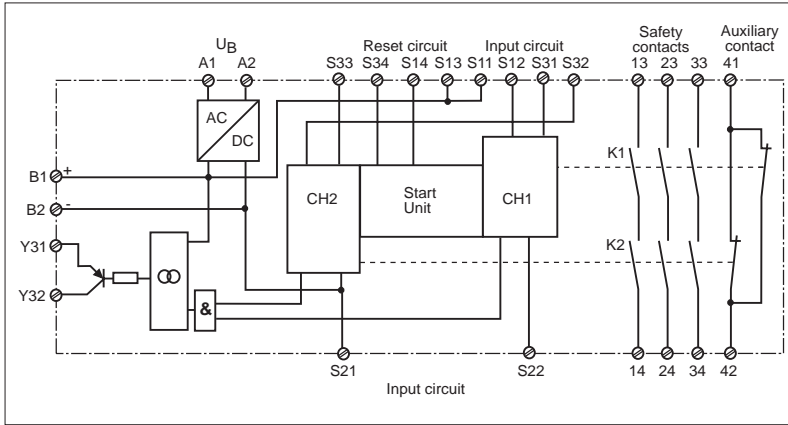 U_B Reset circuit Input circuit Safety contacts Auxiliary contact
A1 A2 S33 S34 S14 S13 S11 S12 S31 S32 13 23 33 41
AC
DC
K1
B1 +
CH2 Start Unit CH1
B2 -
Y31 K2
Y32 &
S21 S22 14 24 34 42
Input circuit